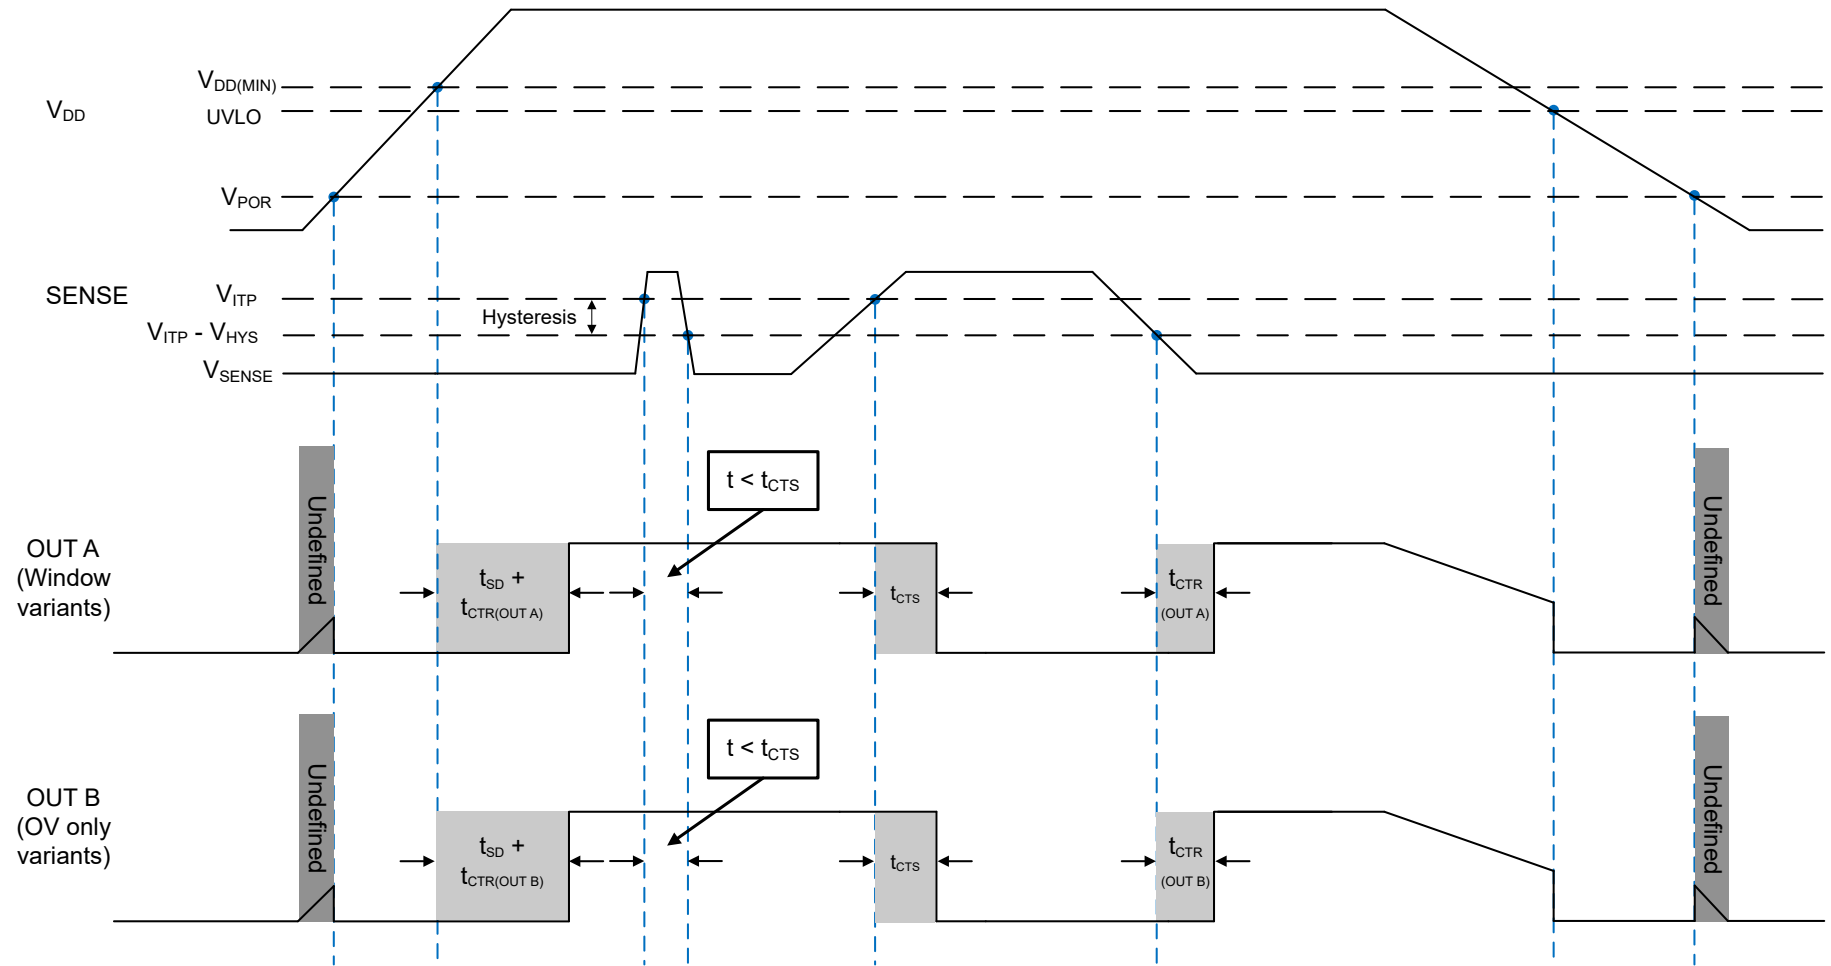 VDD(MIN)
VDD
UVLO
VPOR
SENSE
VITP
Hysteresis
VITP - VHYS
VSENSE
t < tCTS
Undefined
Undefined
OUT A
(Window
variants)
tSD +
tCTR(OUT A)
tCTS
tCTR
(OUT A)
t < tCTS
Undefined
Undefined
OUT B
(OV only
variants)
tSD +
tCTR(OUT B)
tCTS
tCTR
(OUT B)